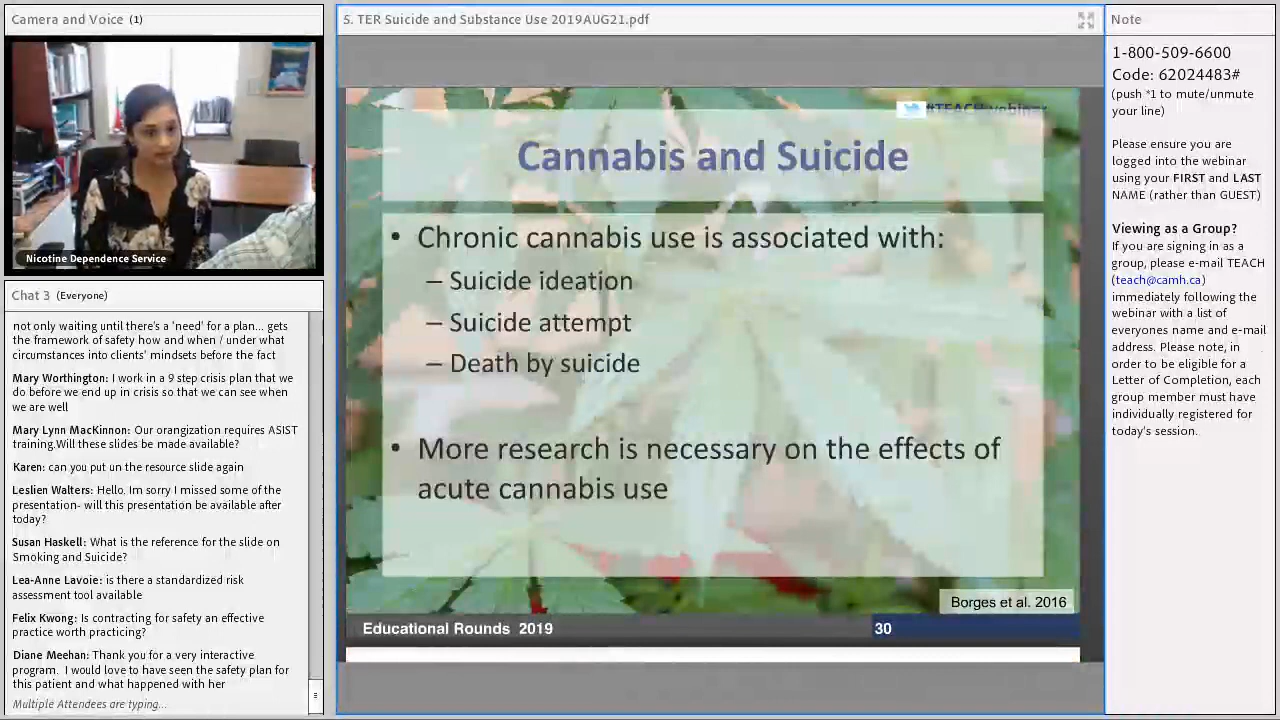 Camera and Voice (1)
Nicotine Dependence Service
Chat 3 (Everyone)
not only waiting until there's a 'need' for a plan... gets
the framework of safety how and when / under what
circumstances into clients' mindsets before the fact
Mary Worthington: I work in a 9 step crisis plan that we
do before we end up in crisis so that we can see when
we are well
Mary Lynn MacKinnon: Our orangization requires ASIST
training.Will these slides be made available?
Karen: can you put un the resource slide again
Leslien Walters: Hello. Im sorry I missed some of the
presentation- will this presentation be available after
today?
Susan Haskell: What is the reference for the slide on
Smoking and Suicide?
Lea-Anne Lavoie: is there a standardized risk
assessment tool available
Felix Kwong: Is contracting for safety an effective
practice worth practicing?
Diane Meehan: Thank you for a very interactive
program. I would love to have seen the safety plan for
this patient and what happened with her
Multiple Attendees are typing...
5. TER Suicide and Substance Use 2019AUG21.pdf
#TEACHwebinar
Cannabis and Suicide
• Chronic cannabis use is associated with:
– Suicide ideation
– Suicide attempt
– Death by suicide
• More research is necessary on the effects of
acute cannabis use
Borges et al. 2016
Educational Rounds 2019
30
Note
1-800-509-6600
Code: 62024483#
(push *1 to mute/unmute
your line)
Please ensure you are
logged into the webinar
using your FIRST and LAST
NAME (rather than GUEST)
Viewing as a Group?
If you are signing in as a
group, please e-mail TEACH
(teach@camh.ca)
immediately following the
webinar with a list of
everyones name and e-mail
address. Please note, in
order to be eligible for a
Letter of Completion, each
group member must have
individually registered for
today's session.